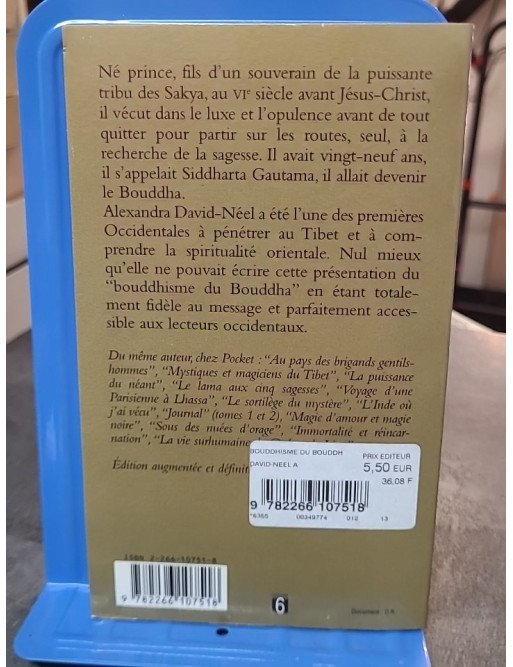 Né prince, fils d'un souverain de la puissante
tribu des Sakya, au VIe siècle avant Jésus-Christ,
il vécut dans le luxe et l'opulence avant de tout
quitter pour partir sur les routes, seul, à la
recherche de la sagesse. Il avait vingt-neuf ans,
il s'appelait Siddharta Gautama, il allait devenir
le Bouddha.
Alexandra David-Néel a été l'une des premières
Occidentales à pénétrer au Tibet et à com-
prendre la spiritualité orientale. Nul mieux
qu'elle ne pouvait écrire cette présentation du
“bouddhisme du Bouddha” en étant totale-
ment fidèle au message et parfaitement acces-
sible aux lecteurs occidentaux.
Du même auteur, chez Pocket : “Au pays des brigands gentils-
hommes”, “Mystiques et magiciens du Tibet”, “La puissance
du néant”, “Le lama aux cinq sagesses”, “Voyage d'une
Parisienne à Lhassa”, “Le sortilège du mystère”, “L'Inde où
j'ai vécu”, “Journal” (tomes 1 et 2), “Magie d'amour et magie
noire”, “Sous des nuées d'orage”, “Immortalité et réincar-
nation”, “La vie surhumaine
Édition augmentée et définit
BOUDDHISME DU BOUDDH
PRIX EDITEUR
DAVID-NEEL A
5,50 EUR
36,08 F
9 782266 107518
*6355 00349774 012 13
ISBN 2-266-10751-8
9 782266 107518
6
Document D.R.